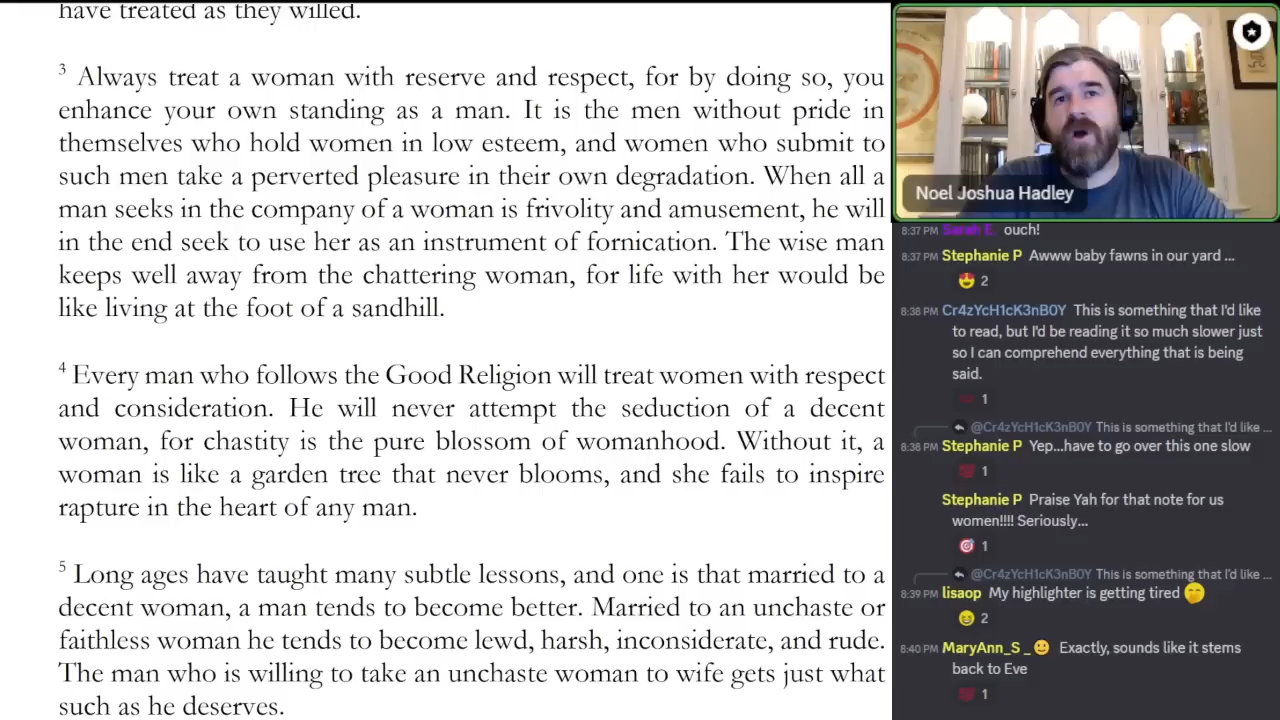 have treated as they willed.
3 Always treat a woman with reserve and respect, for by doing so, you
enhance your own standing as a man. It is the men without pride in
themselves who hold women in low esteem, and women who submit to
such men take a perverted pleasure in their own degradation. When all a
man seeks in the company of a woman is frivolity and amusement, he will
in the end seek to use her as an instrument of fornication. The wise man
keeps well away from the chattering woman, for life with her would be
like living at the foot of a sandhill.
4 Every man who follows the Good Religion will treat women with respect
and consideration. He will never attempt the seduction of a decent
woman, for chastity is the pure blossom of womanhood. Without it, a
woman is like a garden tree that never blooms, and she fails to inspire
rapture in the heart of any man.
5 Long ages have taught many subtle lessons, and one is that married to a
decent woman, a man tends to become better. Married to an unchaste or
faithless woman he tends to become lewd, harsh, inconsiderate, and rude.
The man who is willing to take an unchaste woman to wife gets just what
such as he deserves.
Noel Joshua Hadley
8:37 PM Sarah E. ouch!
8:37 PM Stephanie P Awww baby fawns in our yard ...
2
8:38 PM Cr4zYcH1cK3nB0Y This is something that I'd like
to read, but I'd be reading it so much slower just
so I can comprehend everything that is being
said.
1
@Cr4zYcH1cK3nB0Y This is something that I'd like ...
8:38 PM Stephanie P Yep...have to go over this one slow
1
Stephanie P Praise Yah for that note for us
women!!!! Seriously...
1
@Cr4zYcH1cK3nB0Y This is something that I'd like ...
8:39 PM lisaop My highlighter is getting tired
2
8:40 PM MaryAnn_S _ Exactly, sounds like it stems
back to Eve
1